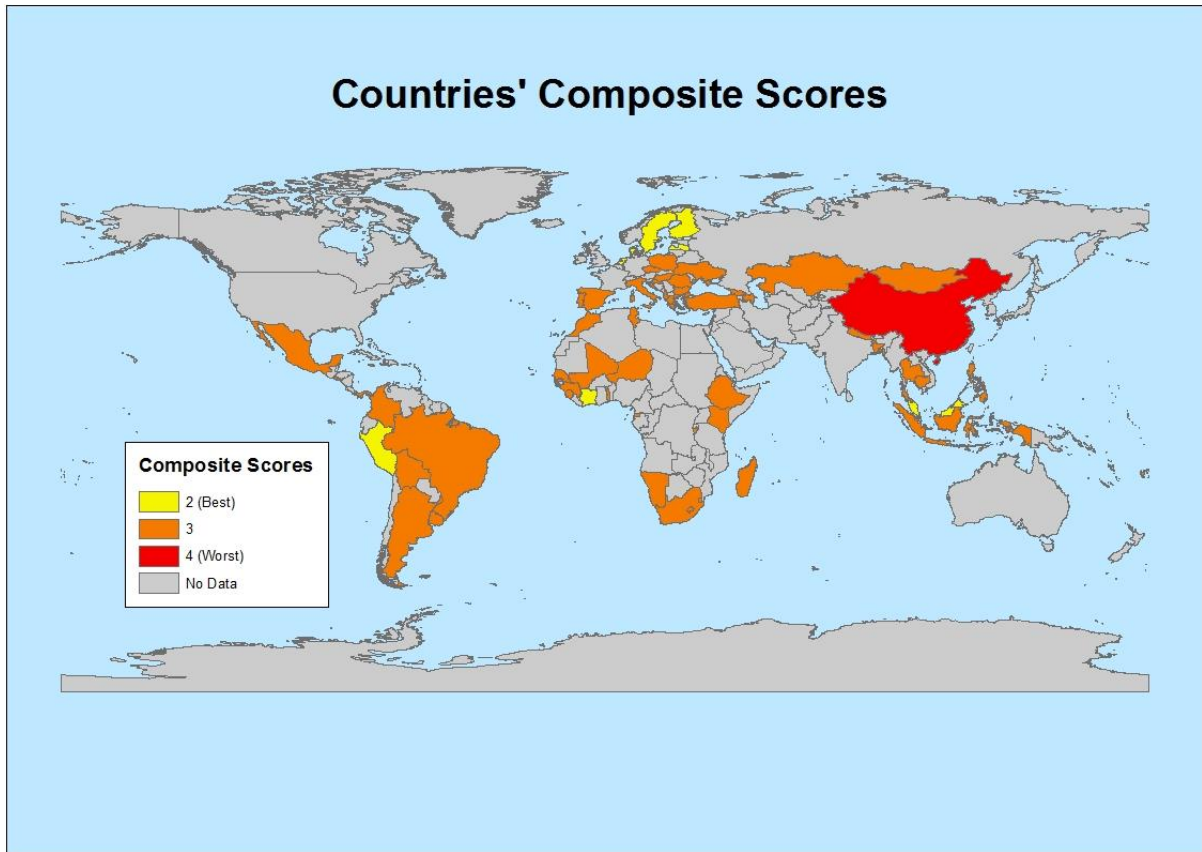 Countries' Composite Scores
Composite Scores
2 (Best)
3
4 (Worst)
No Data